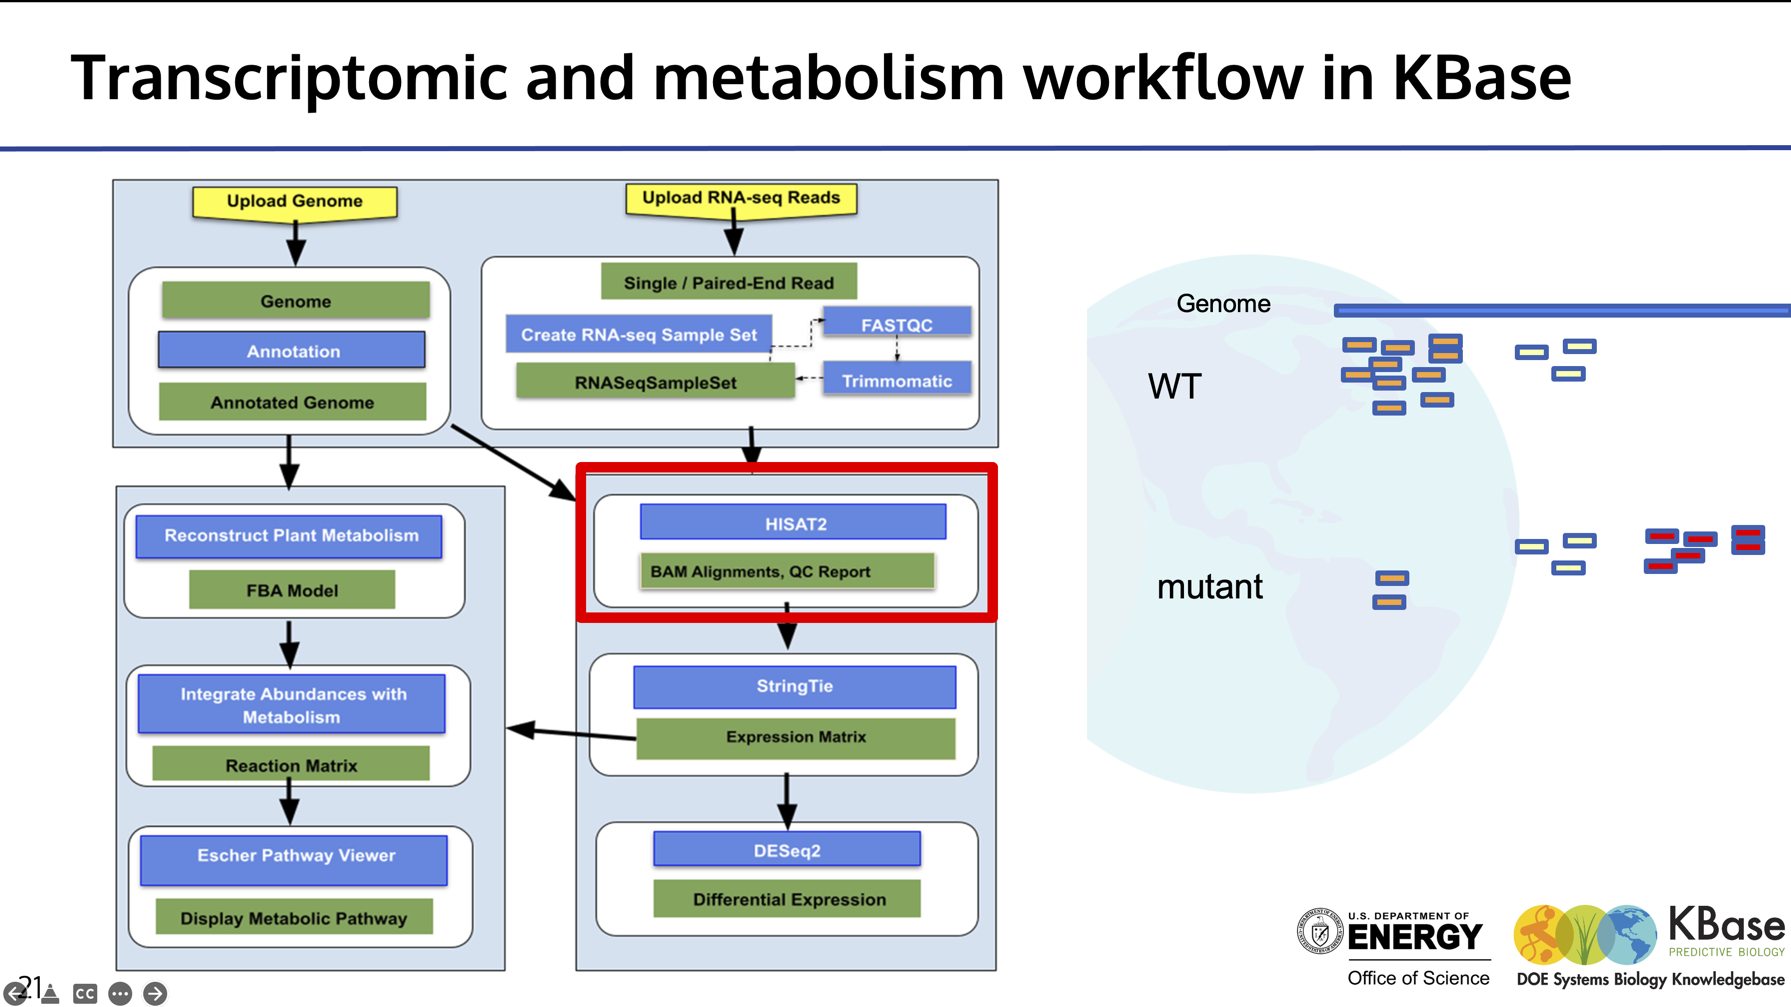 Transcriptomic and metabolism workflow in KBase
Upload Genome
Upload RNA-seq Reads
Genome
Annotation
Annotated Genome
Single / Paired-End Read
Create RNA-seq Sample Set
FASTQC
RNASeqSampleSet
Trimmomatic
Reconstruct Plant Metabolism
FBA Model
HISAT2
BAM Alignments, QC Report
Integrate Abundances with
Metabolism
Reaction Matrix
StringTie
Expression Matrix
Escher Pathway Viewer
Display Metabolic Pathway
DESeq2
Differential Expression
Genome
WT
mutant
U.S. DEPARTMENT OF
ENERGY
Office of Science
KBase
PREDICTIVE BIOLOGY
DOE Systems Biology Knowledgebase
21
CC